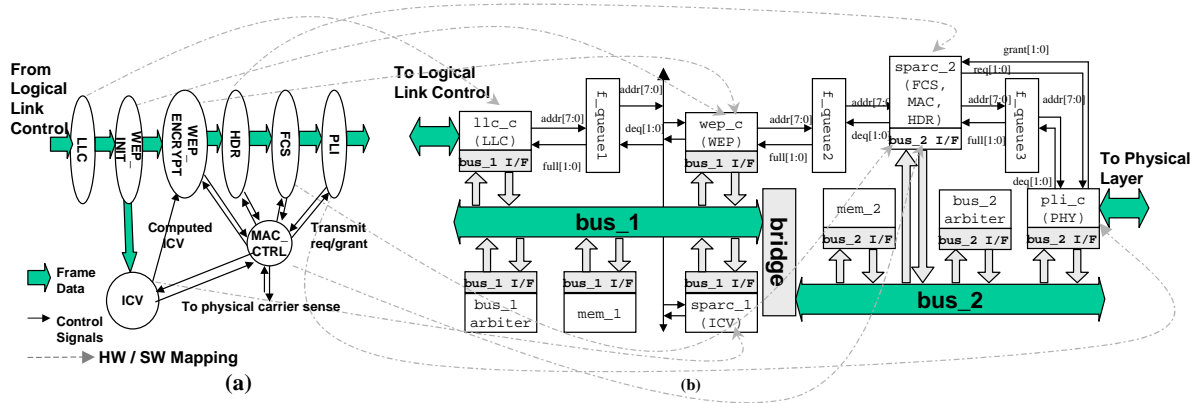 From
Logical
Link
Control
LLC
WEP_
INIT
WEP_
ENCRYPT
HDR
FCS
PLI
Computed
ICV
MAC_
CTRL
Transmit
req/grant
ICV
To physical carrier sense
Frame
Data
Control
Signals
HW / SW Mapping
(a)
To Logical
Link Control
llc_c
(LLC)
bus_1 I/F
addr[7:0]
full[1:0]
f_queue1
addr[7:0]
deq[1:0]
wep_c
(WEP)
bus_1 I/F
addr[7:0]
full[1:0]
f_queue2
addr[7:0]
deq[1:0]
sparc_2
(FCS,
MAC,
HDR)
bus_2 I/F
grant[1:0]
req[1:0]
addr[7:0]
full[1:0]
f_queue3
addr[7:0]
deq[1:0]
To Physical
Layer
pli_c
(PHY)
bus_2 I/F
mem_2
bus_2 I/F
bus_2
arbiter
bus_2 I/F
bus_1
bridge
bus_2
bus_1 I/F
bus_1
arbiter
bus_1 I/F
mem_1
bus_1 I/F
sparc_1
(ICV)
(b)